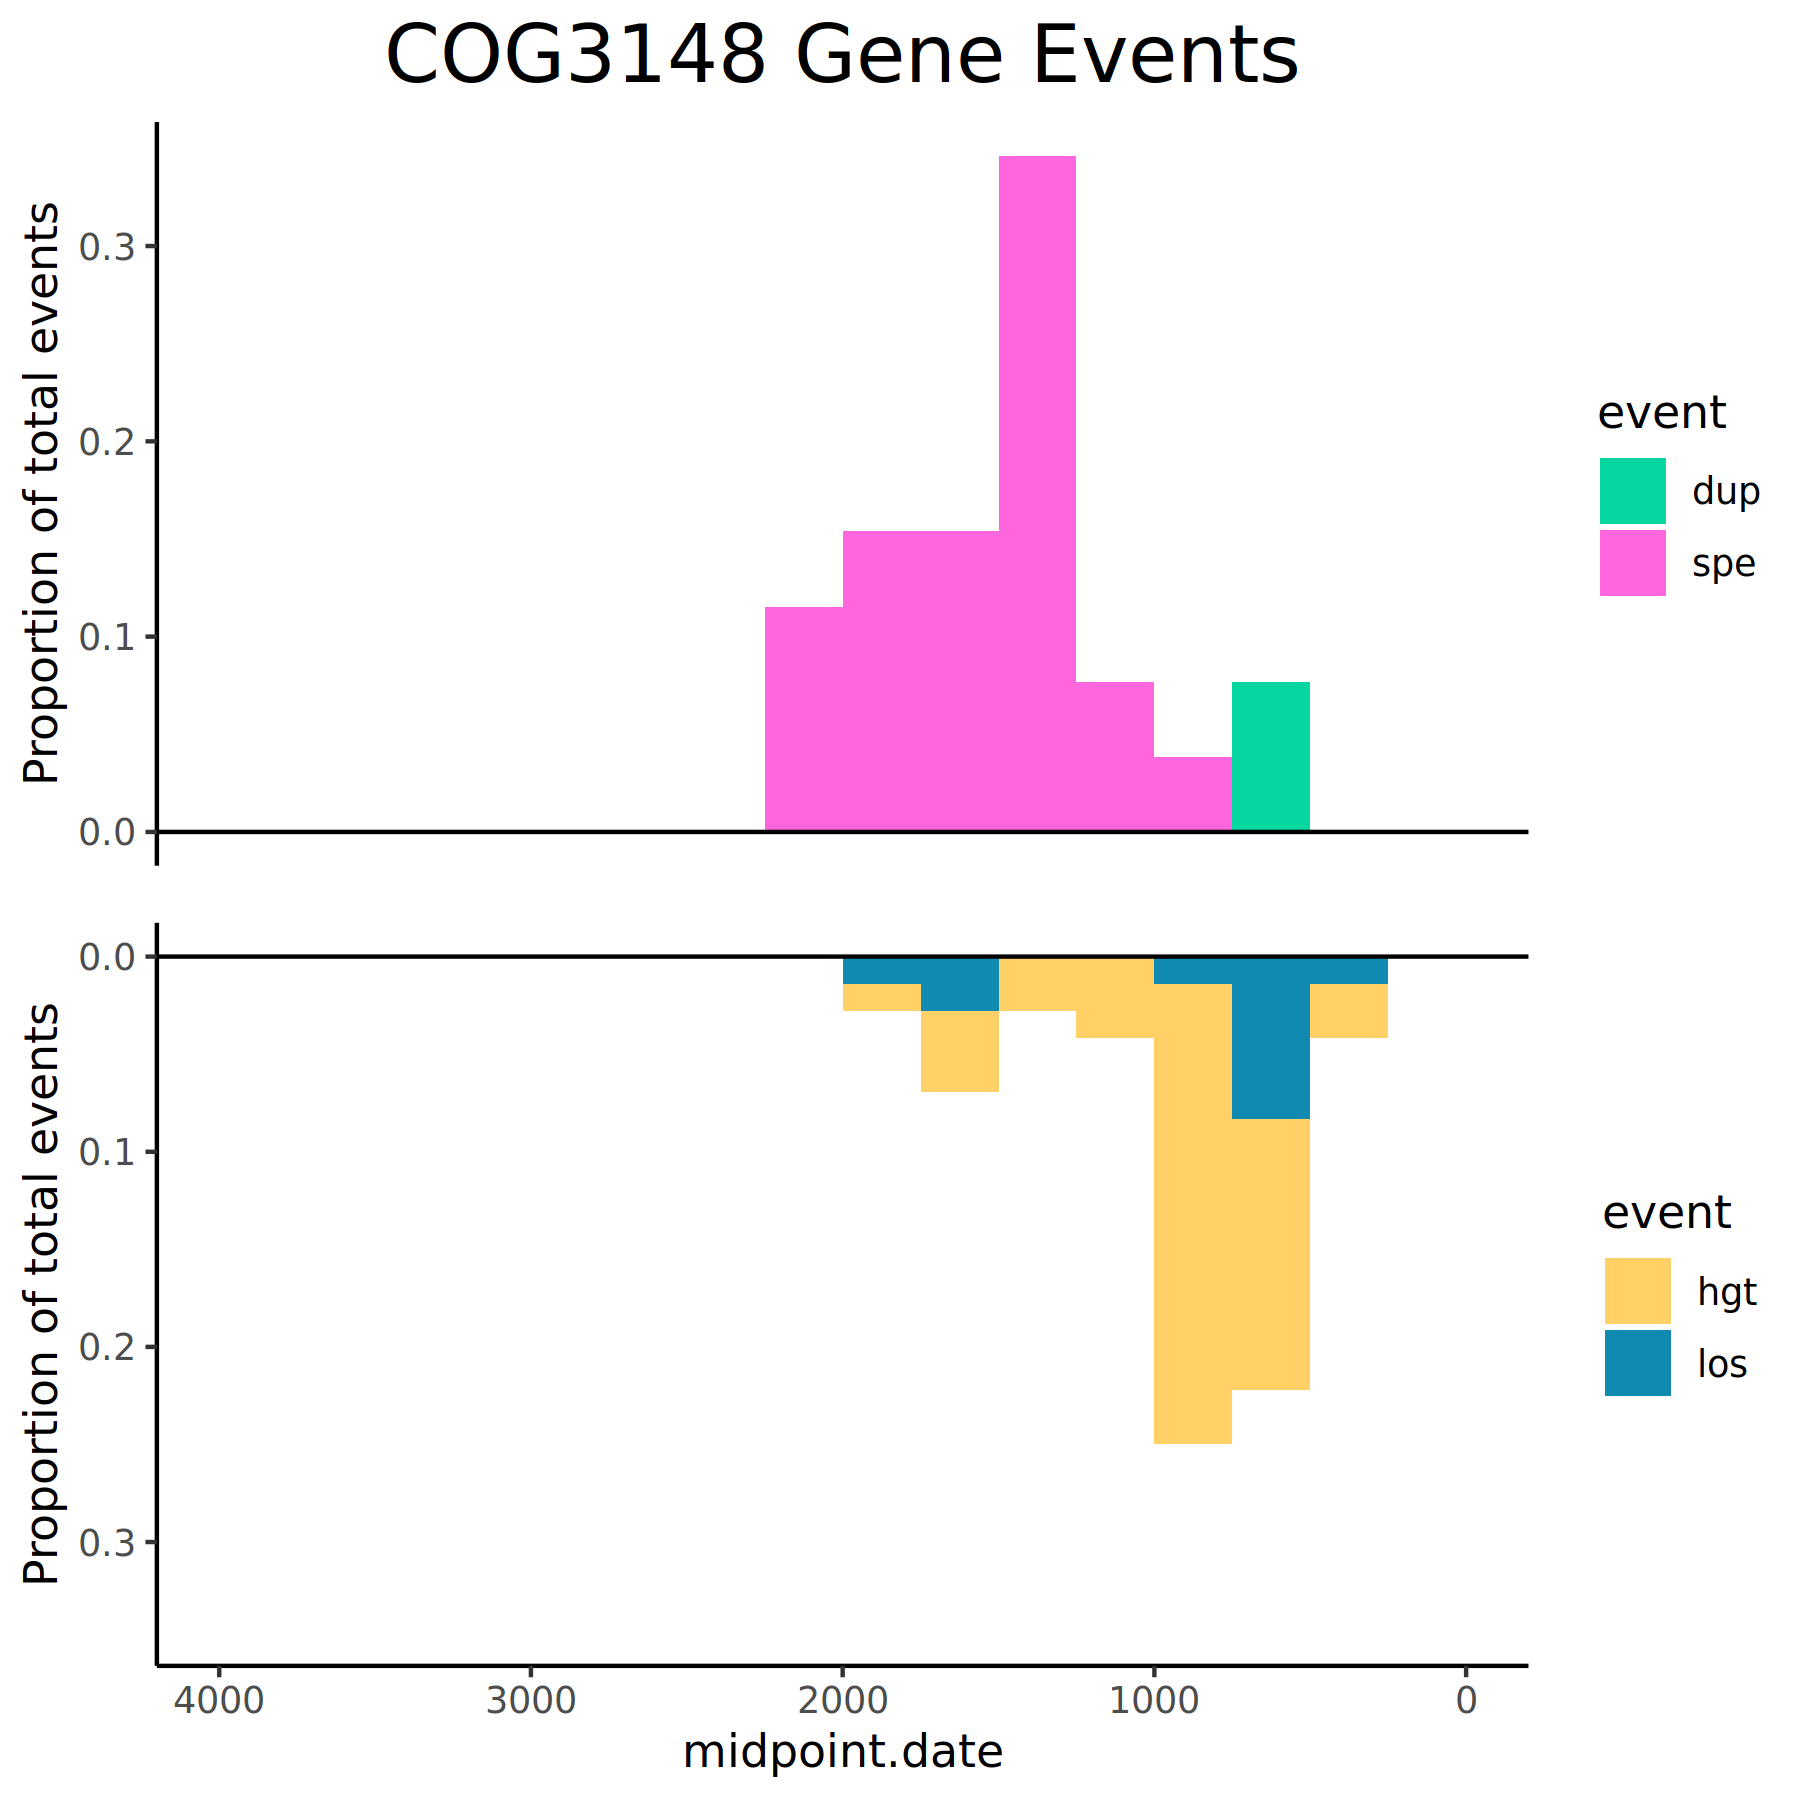 COG3148 Gene Events
Proportion of total events
0.3
0.2
0.1
0.0
event
dup
spe
Proportion of total events
0.0
0.1
0.2
0.3
event
hgt
los
4000 3000 2000 1000 0
midpoint.date